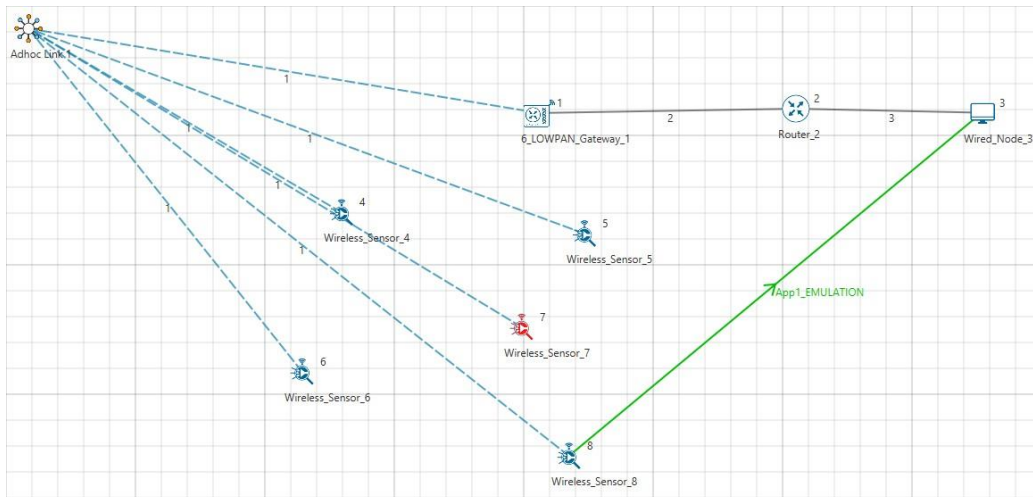 Adhoc Link 1
1
1
6_LOWPAN_Gateway_1
2
2
Router_2
3
3
Wired_Node_3
1
1
1
4
Wireless_Sensor_4
5
Wireless_Sensor_5
1
1
App1_EMULATION
7
Wireless_Sensor_7
6
Wireless_Sensor_6
8
Wireless_Sensor_8